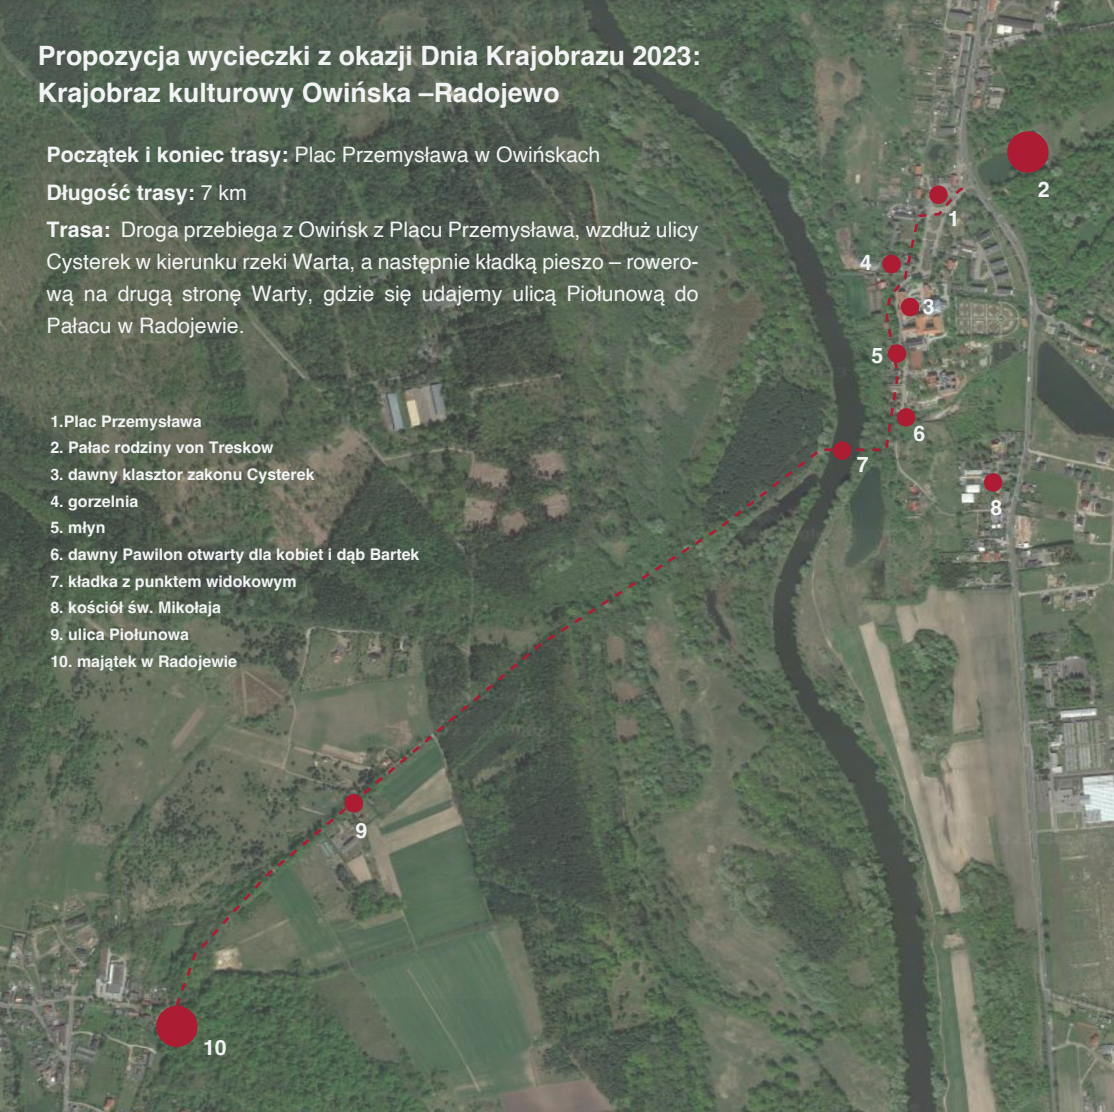 Propozycja wycieczki z okazji Dnia Krajobrazu 2023:
Krajobraz kulturowy Owińska –Radojewo
Początek i koniec trasy: Plac Przemysława w Owińskach
Długość trasy: 7 km
Trasa: Droga przebiega z Owińsk z Placu Przemysława, wzdłuż ulicy
Cysterek w kierunku rzeki Warta, a następnie kładką pieszo – rowero-
wą na drugą stronę Warty, gdzie się udajemy ulicą Piołunową do
Pałacu w Radojewie.
1.Plac Przemysława
2. Pałac rodziny von Treskow
3. dawny klasztor zakonu Cysterek
4. gorzelnia
5. młyn
6. dawny Pawilon otwarty dla kobiet i dąb Bartek
7. kładka z punktem widokowym
8. kościół św. Mikołaja
9. ulica Piołunowa
10. majątek w Radojewie
2
1
4
3
5
6
7
8
9
10